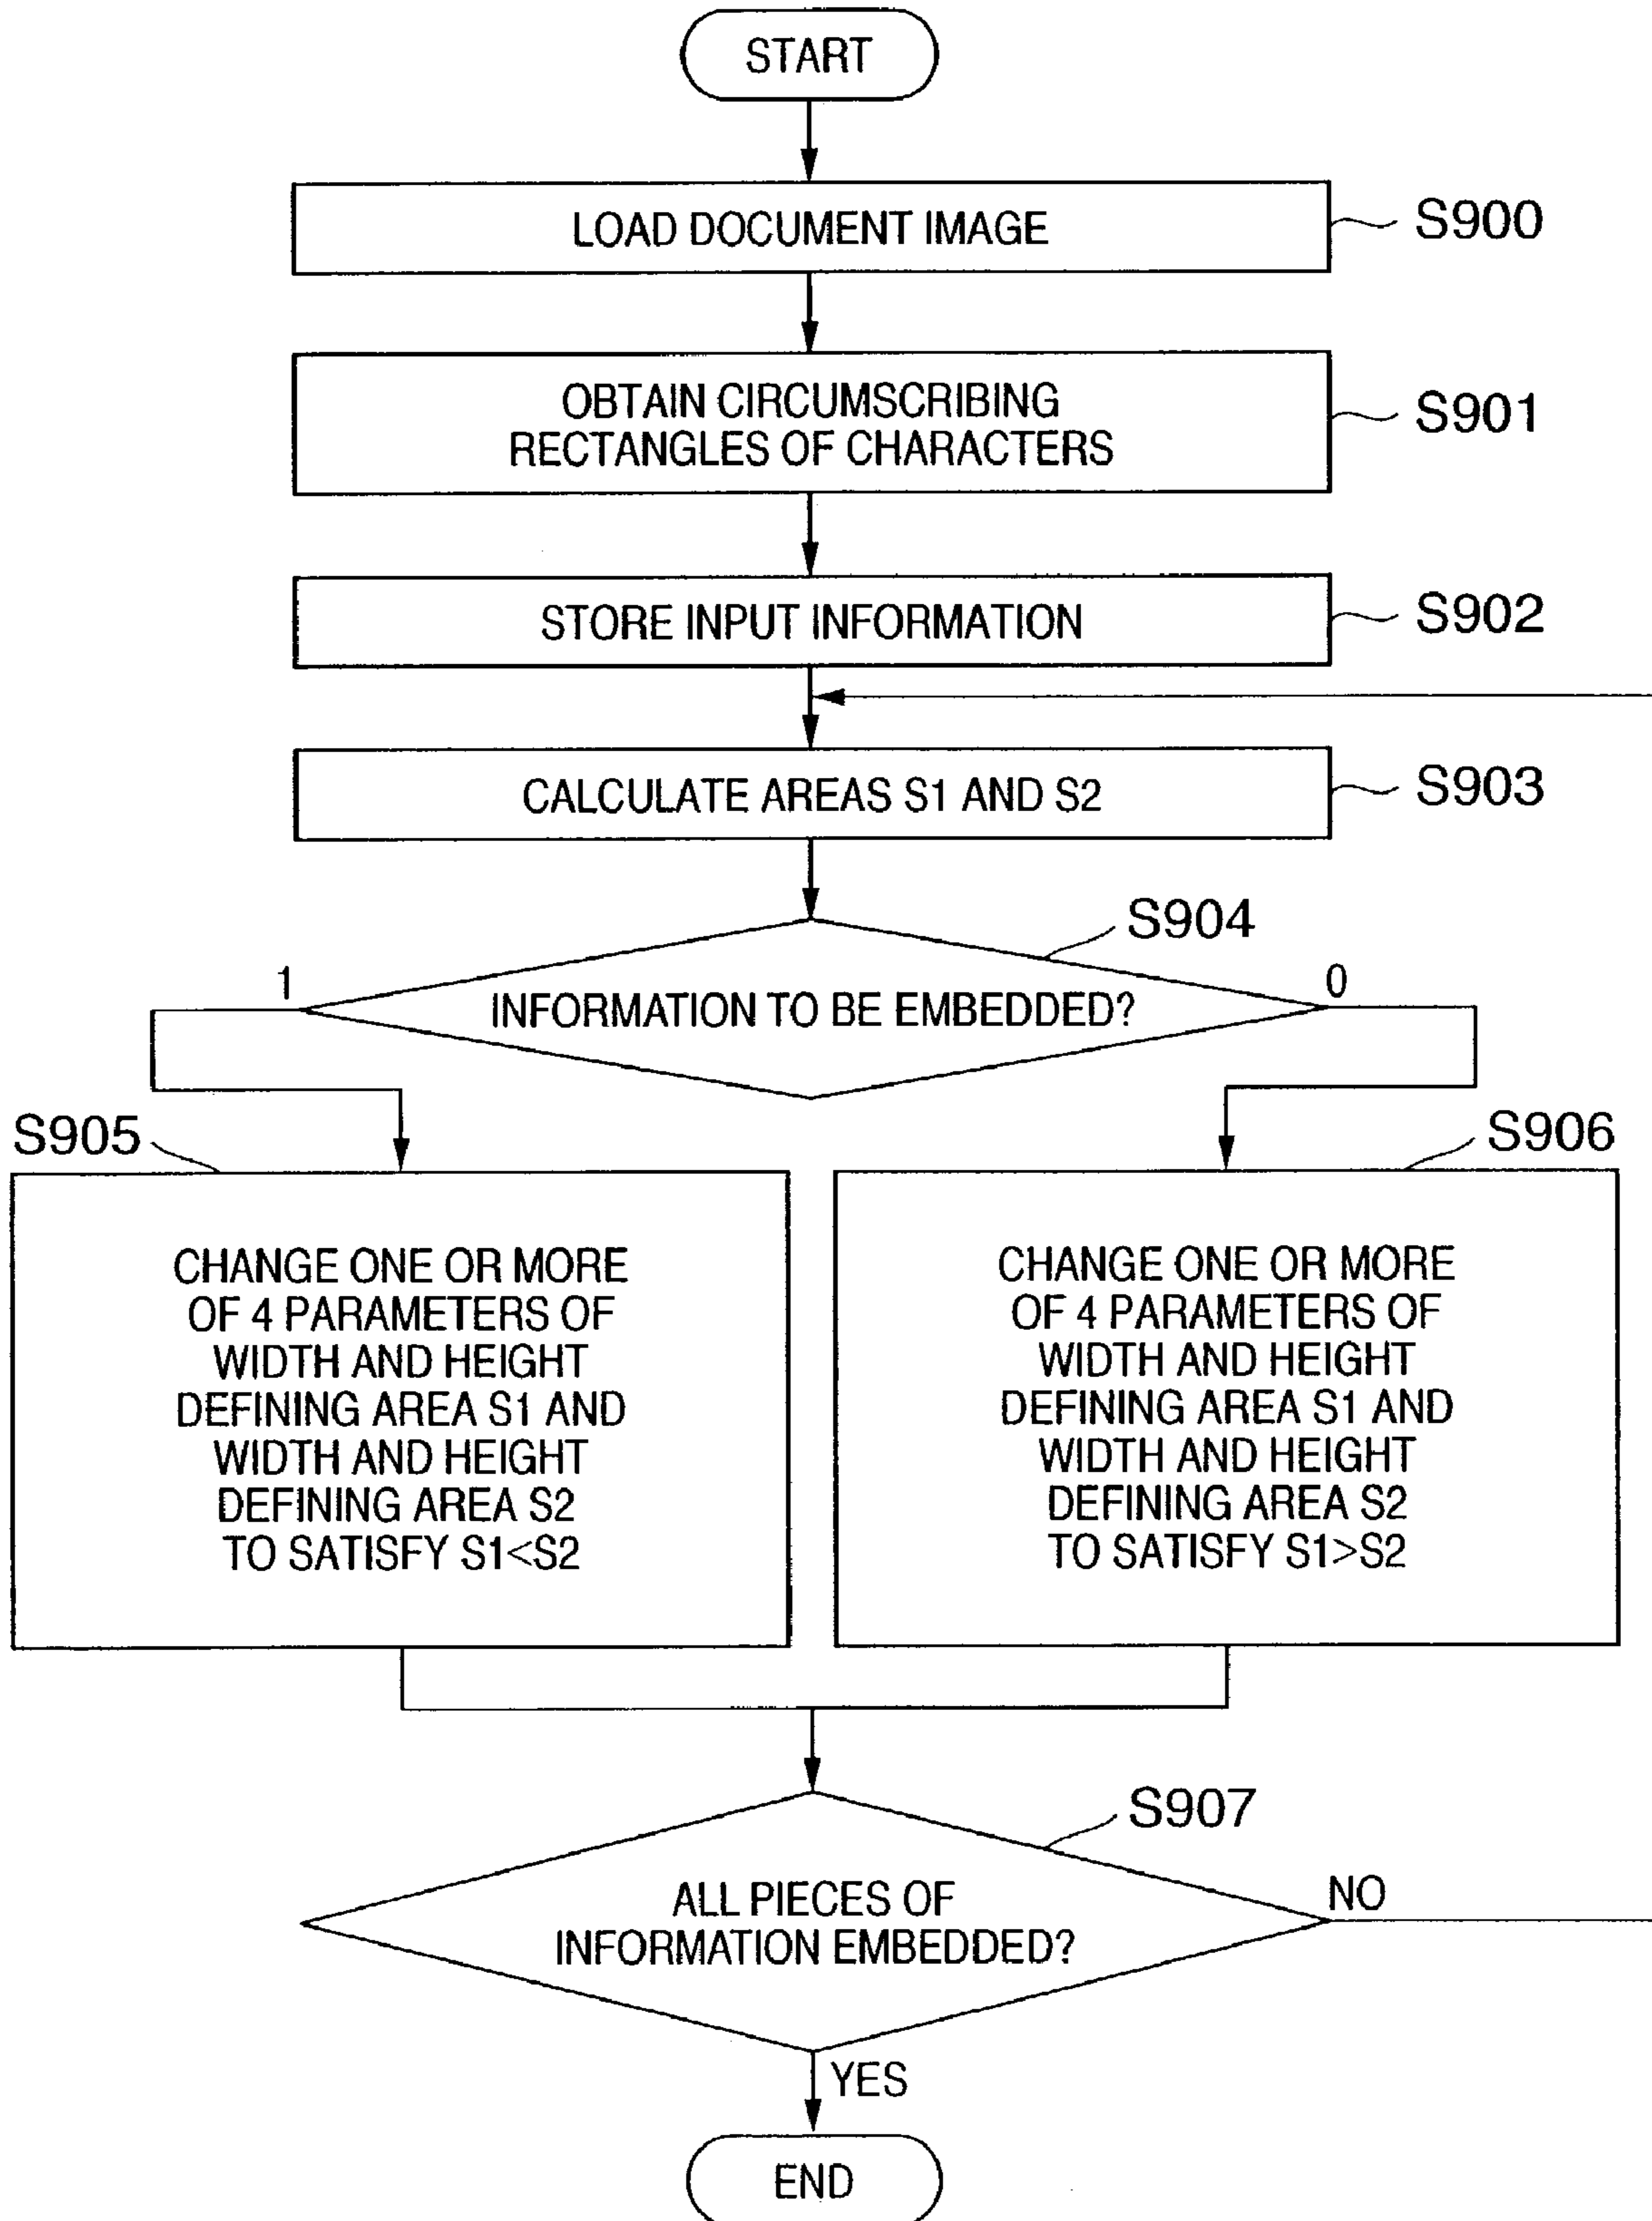 START
LOAD DOCUMENT IMAGE
S900
OBTAIN CIRCUMSCRIBING
RECTANGLES OF CHARACTERS
S901
STORE INPUT INFORMATION
S902
CALCULATE AREAS S1 AND S2
S903
S904
1
INFORMATION TO BE EMBEDDED?
0
S905
CHANGE ONE OR MORE
OF 4 PARAMETERS OF
WIDTH AND HEIGHT
DEFINING AREA S1 AND
WIDTH AND HEIGHT
DEFINING AREA S2
TO SATISFY S1<S2
S906
CHANGE ONE OR MORE
OF 4 PARAMETERS OF
WIDTH AND HEIGHT
DEFINING AREA S1 AND
WIDTH AND HEIGHT
DEFINING AREA S2
TO SATISFY S1>S2
S907
ALL PIECES OF
INFORMATION EMBEDDED?
NO
YES
END